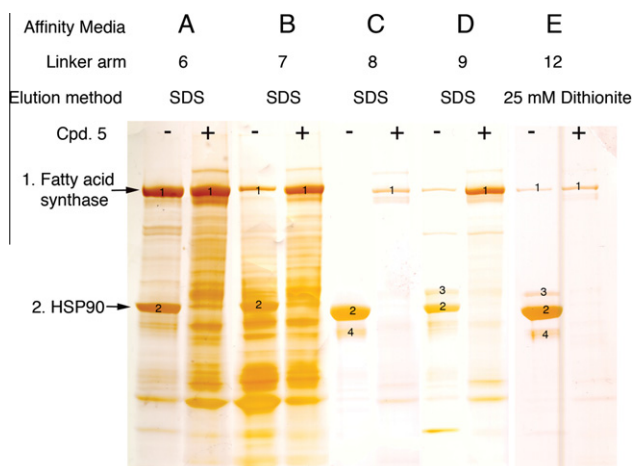 Affinity Media A B C D E
Linker arm 6 7 8 9 12
Elution method SDS SDS SDS SDS 25 mM Dithionite
Cpd. 5 - + - + - + - + - +
1. Fatty acid
synthase
1 1 1 1 1 1 1 1
3 3
2. HSP90
2 2 2 2 2
4 4